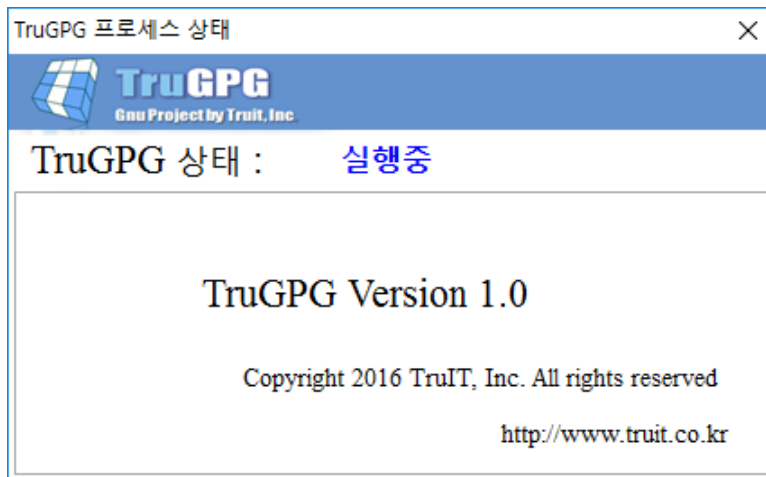 TruGPG 프로세스 상태
TruGPG
Gnu Project by Truit, Inc.
TruGPG 상태 : 실행중
TruGPG Version 1.0
Copyright 2016 TruIT, Inc. All rights reserved
http://www.truit.co.kr